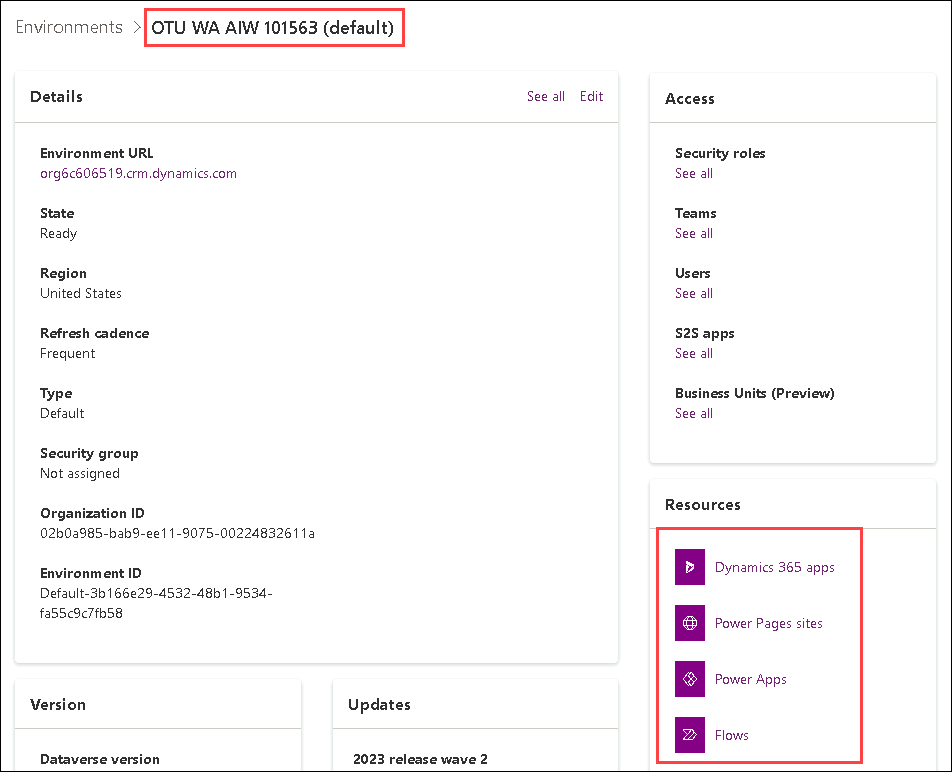 Environments > OTU WA AIW 101563 (default)
Details
See all Edit
Environment URL
org6c606519.crm.dynamics.com
State
Ready
Region
United States
Refresh cadence
Frequent
Type
Default
Security group
Not assigned
Organization ID
02b0a985-bab9-ee11-9075-00224832611a
Environment ID
Default-3b166e29-4532-48b1-9534-
fa55c9c7fb58
Access
Security roles
See all
Teams
See all
Users
See all
S2S apps
See all
Business Units (Preview)
See all
Resources
Dynamics 365 apps
Power Pages sites
Power Apps
Flows
Version
Dataverse version
Updates
2023 release wave 2